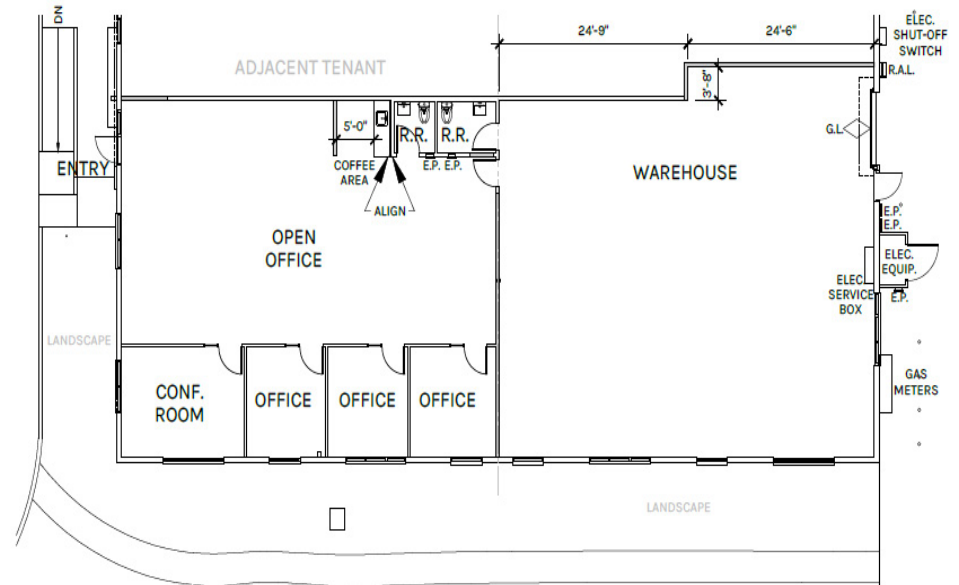 DN
24'-9"
24'-6"
ELEC.
SHUT-OFF
SWITCH
ADJACENT TENANT
R.A.L.
3'-8"
5'-0"
R.R.
R.R.
G.L.
ENTRY
COFFEE
AREA
E.P.
E.P.
WAREHOUSE
ALIGN
E.P.
E.P.
OPEN
OFFICE
ELEC.
EQUIP.
ELEC.
SERVICE
BOX
E.P.
LANDSCAPE
GAS
METERS
CONF.
ROOM
OFFICE
OFFICE
OFFICE
LANDSCAPE